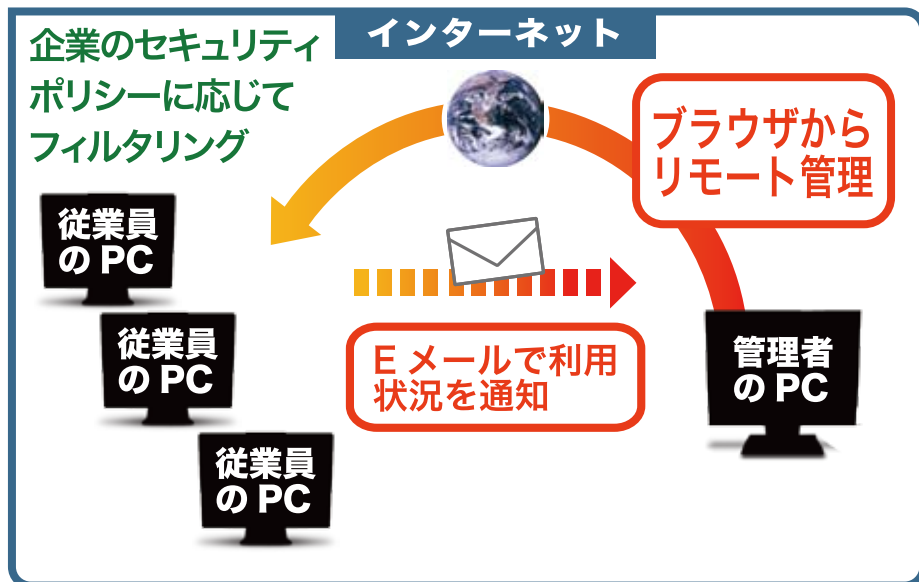 インターネット
企業のセキュリティ
ポリシーに応じて
フィルタリング
ブラウザから
リモート管理
従業員
のPC
従業員
のPC
従業員
のPC
Eメールで利用
状況を通知
管理者
のPC